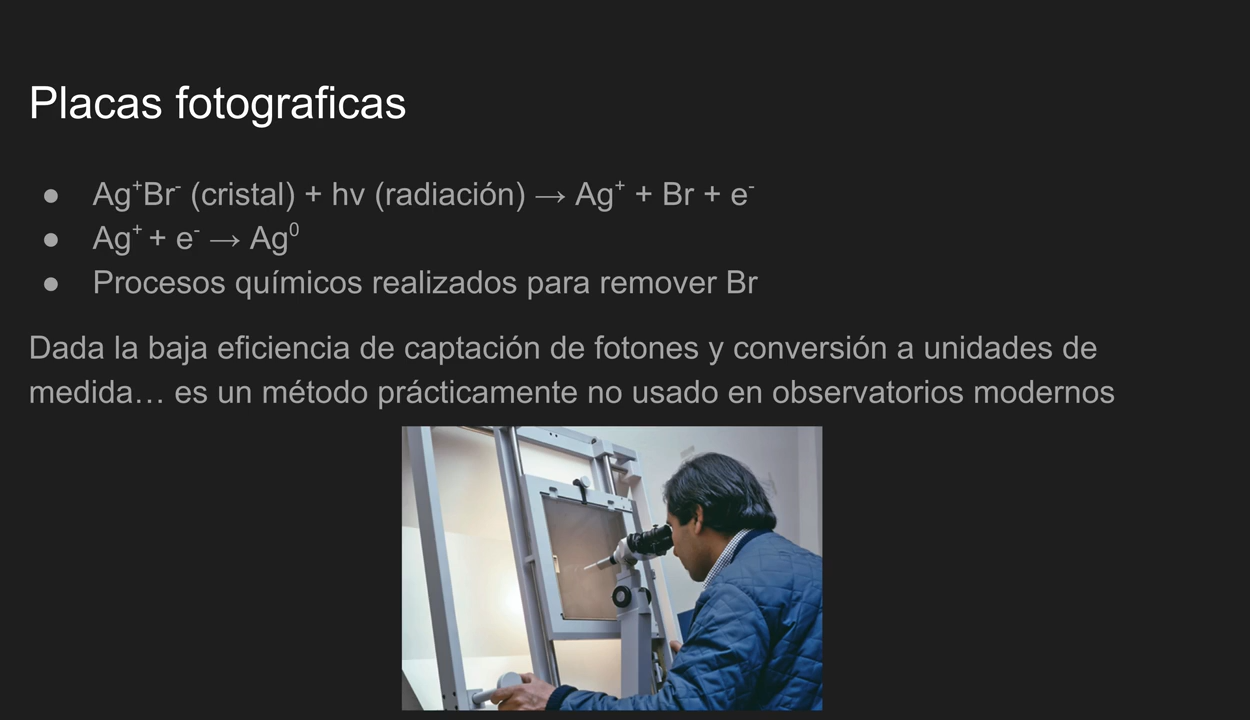 Placas fotograficas
● Ag⁺Br⁻ (cristal) + hv (radiación) → Ag⁺ + Br + e⁻
● Ag⁺ + e⁻ → Ag⁰
● Procesos químicos realizados para remover Br
Dada la baja eficiencia de captación de fotones y conversión a unidades de
medida… es un método prácticamente no usado en observatorios modernos